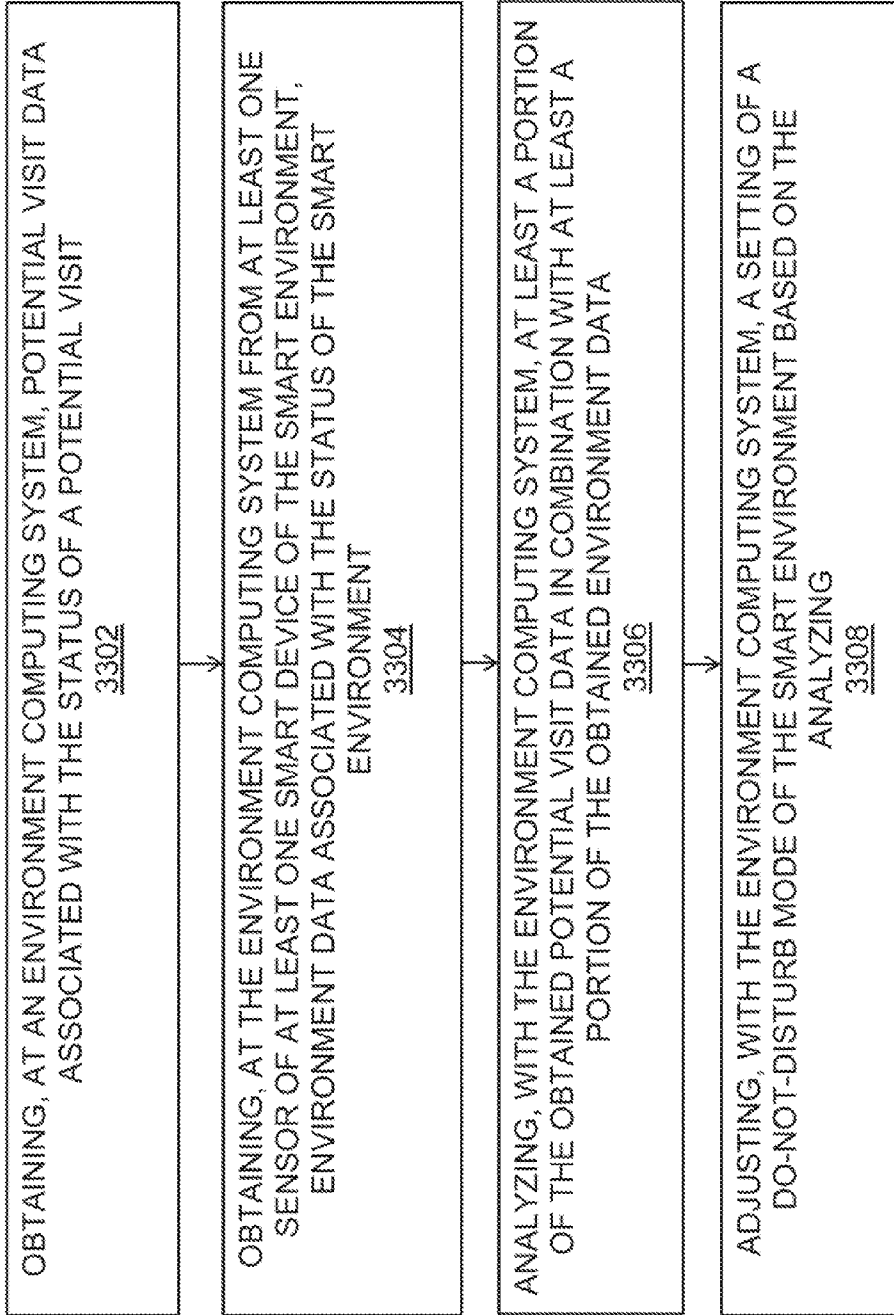 OBTAINING, AT AN ENVIRONMENT COMPUTING SYSTEM, POTENTIAL VISIT DATA
ASSOCIATED WITH THE STATUS OF A POTENTIAL VISIT
3302
OBTAINING, AT THE ENVIRONMENT COMPUTING SYSTEM FROM AT LEAST ONE
SENSOR OF AT LEAST ONE SMART DEVICE OF THE SMART ENVIRONMENT,
ENVIRONMENT DATA ASSOCIATED WITH THE STATUS OF THE SMART
ENVIRONMENT
3304
ANALYZING, WITH THE ENVIRONMENT COMPUTING SYSTEM, AT LEAST A PORTION
OF THE OBTAINED POTENTIAL VISIT DATA IN COMBINATION WITH AT LEAST A
PORTION OF THE OBTAINED ENVIRONMENT DATA
3306
ADJUSTING, WITH THE ENVIRONMENT COMPUTING SYSTEM, A SETTING OF A
DO-NOT-DISTURB MODE OF THE SMART ENVIRONMENT BASED ON THE
ANALYZING
3308